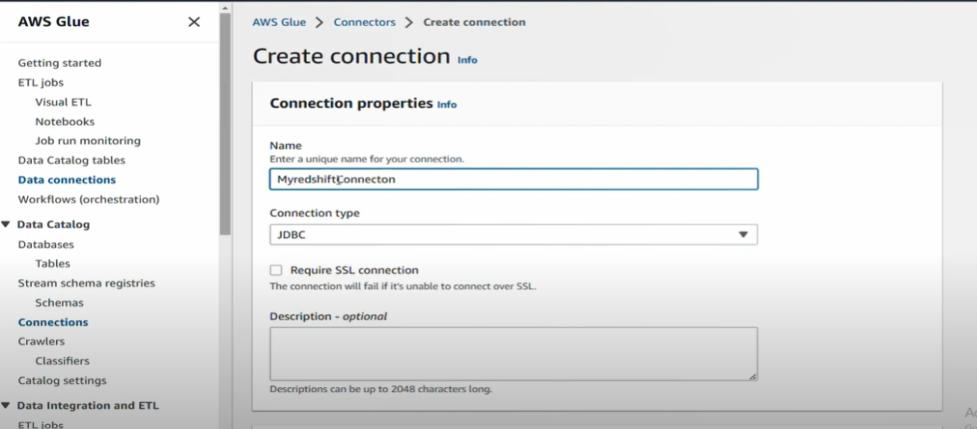 AWS Glue
Getting started
ETL jobs
Visual ETL
Notebooks
Job run monitoring
Data Catalog tables
Data connections
Workflows (orchestration)
Data Catalog
Databases
Tables
Stream schema registries
Schemas
Connections
Crawlers
Classifiers
Catalog settings
Data Integration and ETL
ETL jobs
AWS Glue > Connectors > Create connection
Create connection Info
Connection properties Info
Name
Enter a unique name for your connection.
MyredshiftConnecton
Connection type
JDBC
Require SSL connection
The connection will fail if it's unable to connect over SSL.
Description - optional
Descriptions can be up to 2048 characters long.